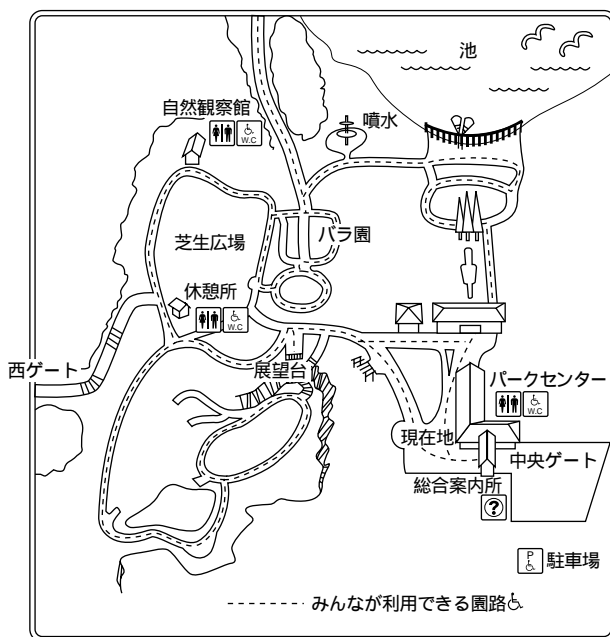 池
自然観察館
W.C
噴水
芝生広場
バラ園
休憩所
W.C
西ゲート
展望台
パークセンター
W.C
現在地
中央ゲート
総合案内所
?
P
駐車場
みんなが利用できる園路